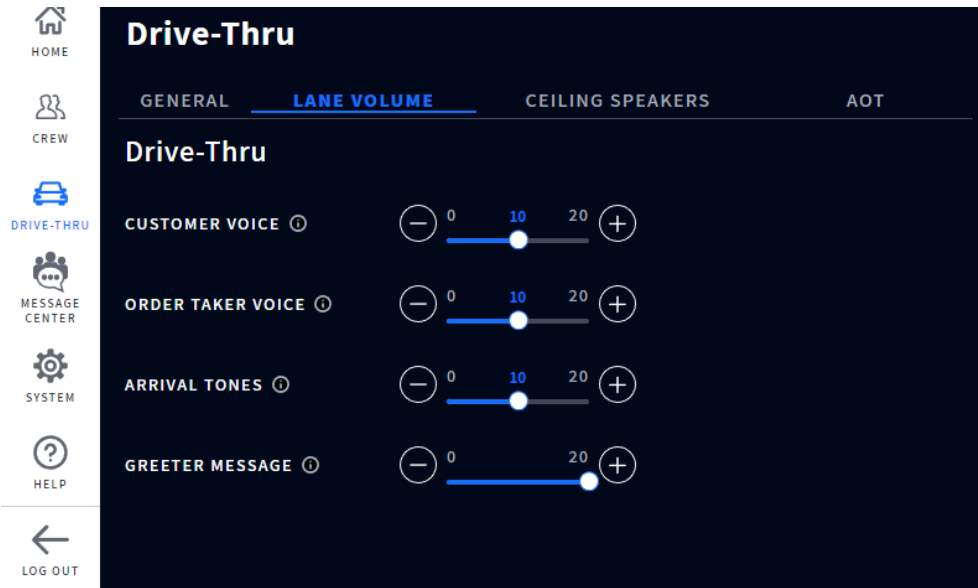 HOME
CREW
DRIVE-THRU
MESSAGE
CENTER
SYSTEM
HELP
LOG OUT
Drive-Thru
GENERAL LANE VOLUME CEILING SPEAKERS AOT
Drive-Thru
CUSTOMER VOICE 0 10 20
ORDER TAKER VOICE 0 10 20
ARRIVAL TONES 0 10 20
GREETER MESSAGE 0 20